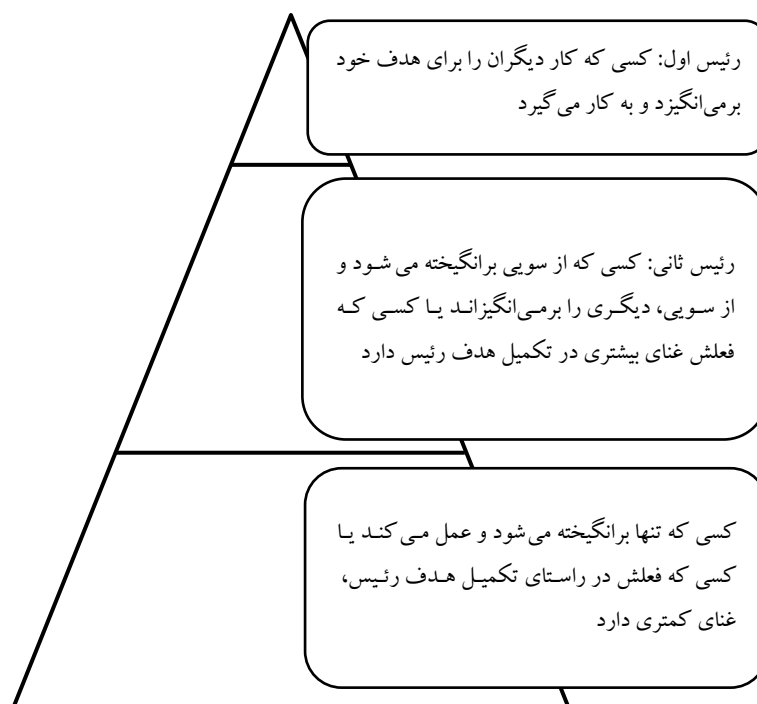 رئیس اول: کسی که کار دیگران را برای هدف خود
برمی‌انگیزد و به کار می‌گیرد
رئیس ثانی: کسی که از سویی برانگیخته می شود و
از سویی، دیگری را برمی‌انگیزاند یا کسی که
فعلش غنای بیشتری در تکمیل هدف رئیس دارد
کسی که تنها برانگیخته می‌شود و عمل می‌کند یا
کسی که فعلش در راستای تکمیل هدف رئیس،
غنای کمتری دارد